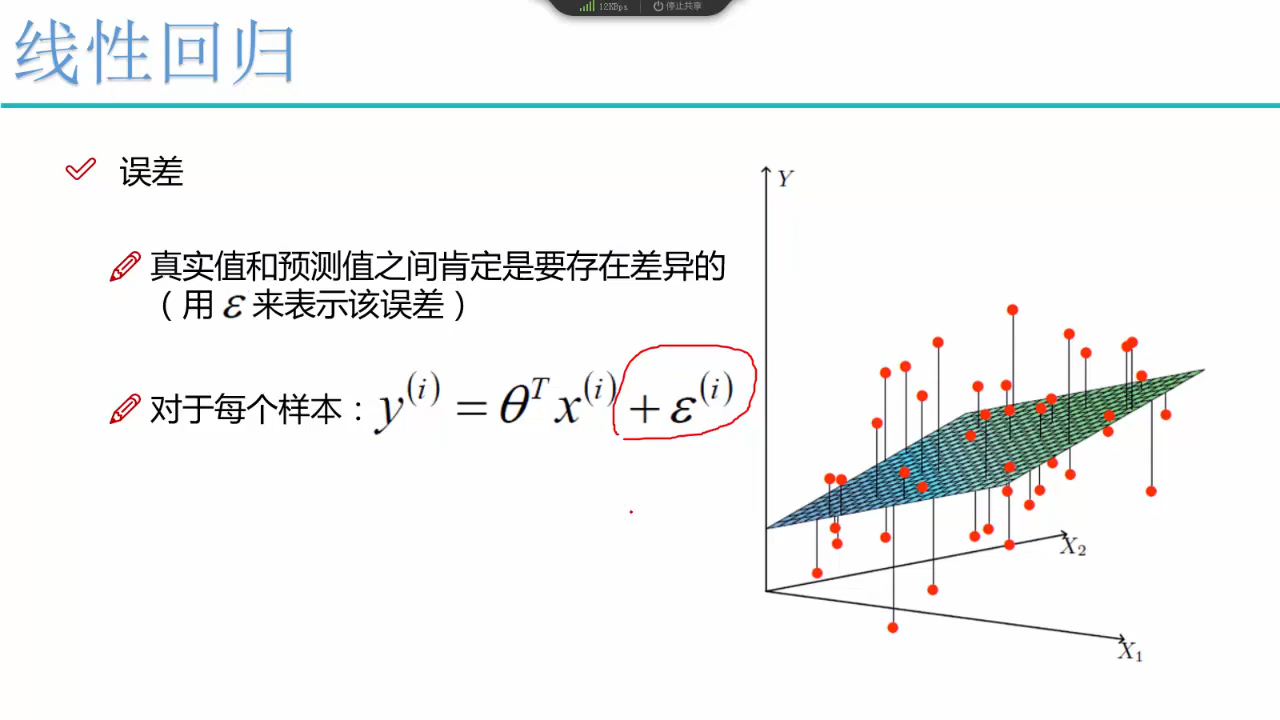 12KBps 停止共享
线性回归
误差
真实值和预测值之间肯定是要存在差异的
（用 ε 来表示该误差）
对于每个样本：y^(i) = θ^T x^(i) + ε^(i)
Y
X₂
X₁